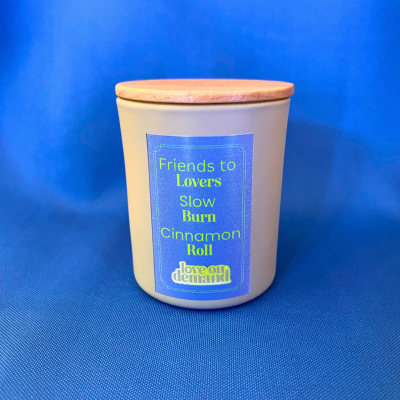 Friends to
Lovers
Slow
Burn
Cinnamon
Roll
love on
demand